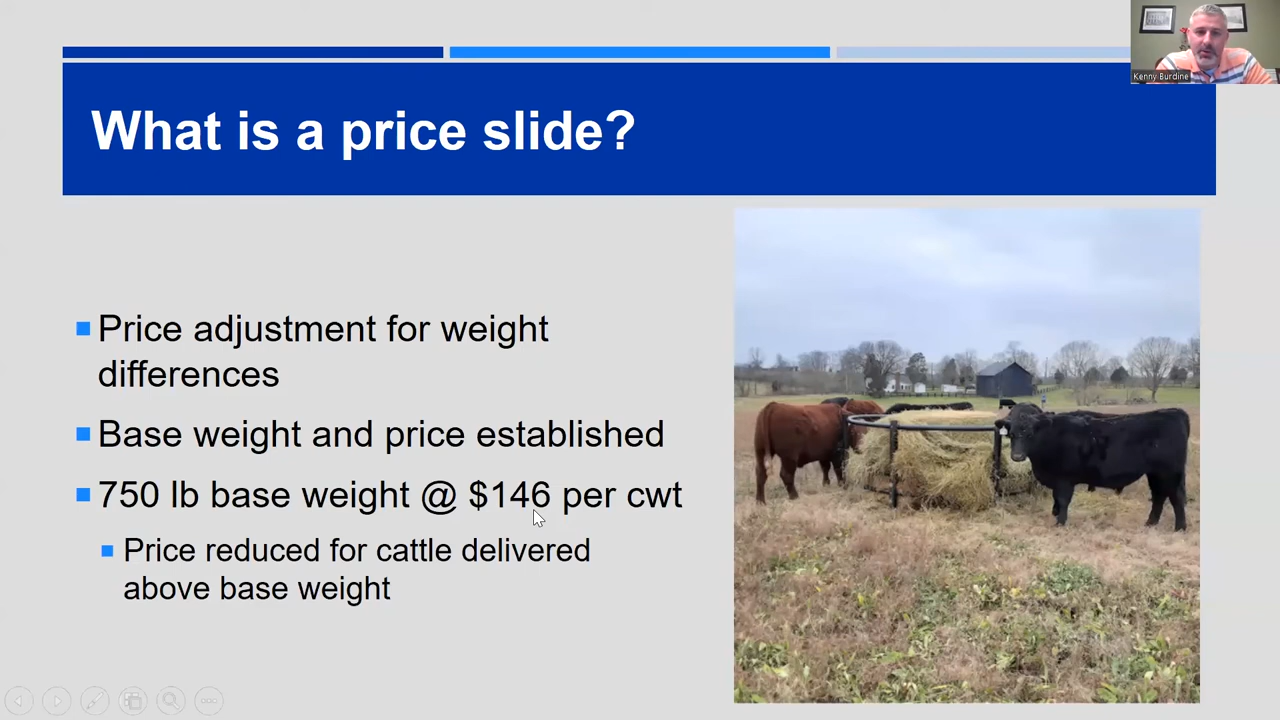 What is a price slide?
Kenny Burdine
Price adjustment for weight
differences
Base weight and price established
750 lb base weight @ $146 per cwt
Price reduced for cattle delivered
above base weight